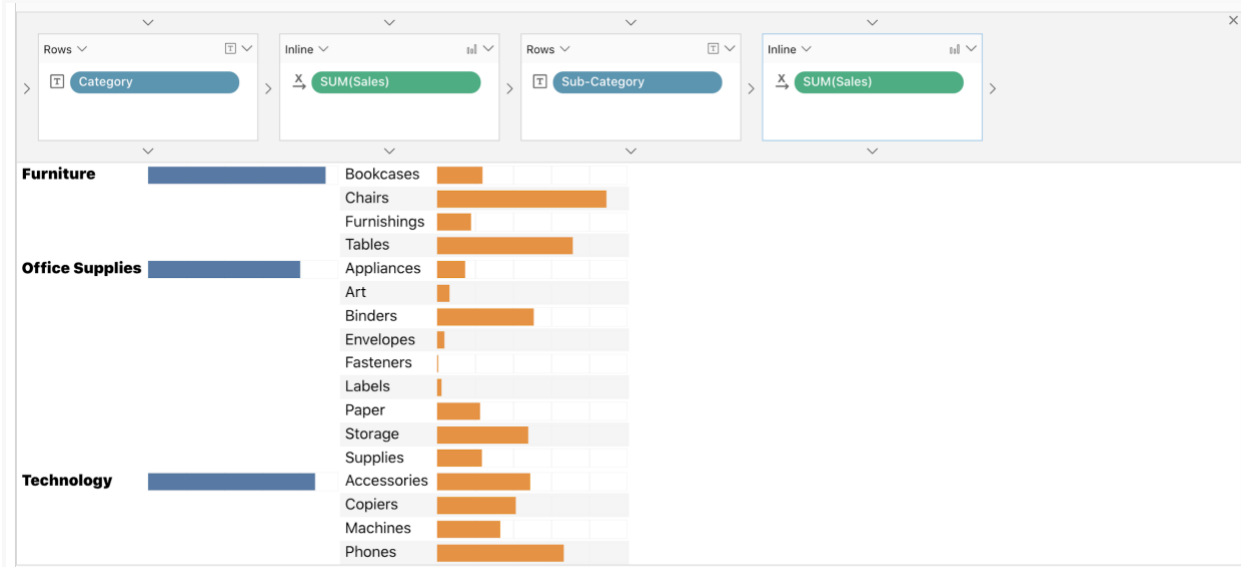 Rows Inline Rows Inline
T Category X SUM(Sales) T Sub-Category X SUM(Sales)
Furniture Bookcases
Chairs
Furnishings
Tables
Office Supplies Appliances
Art
Binders
Envelopes
Fasteners
Labels
Paper
Storage
Supplies
Technology Accessories
Copiers
Machines
Phones